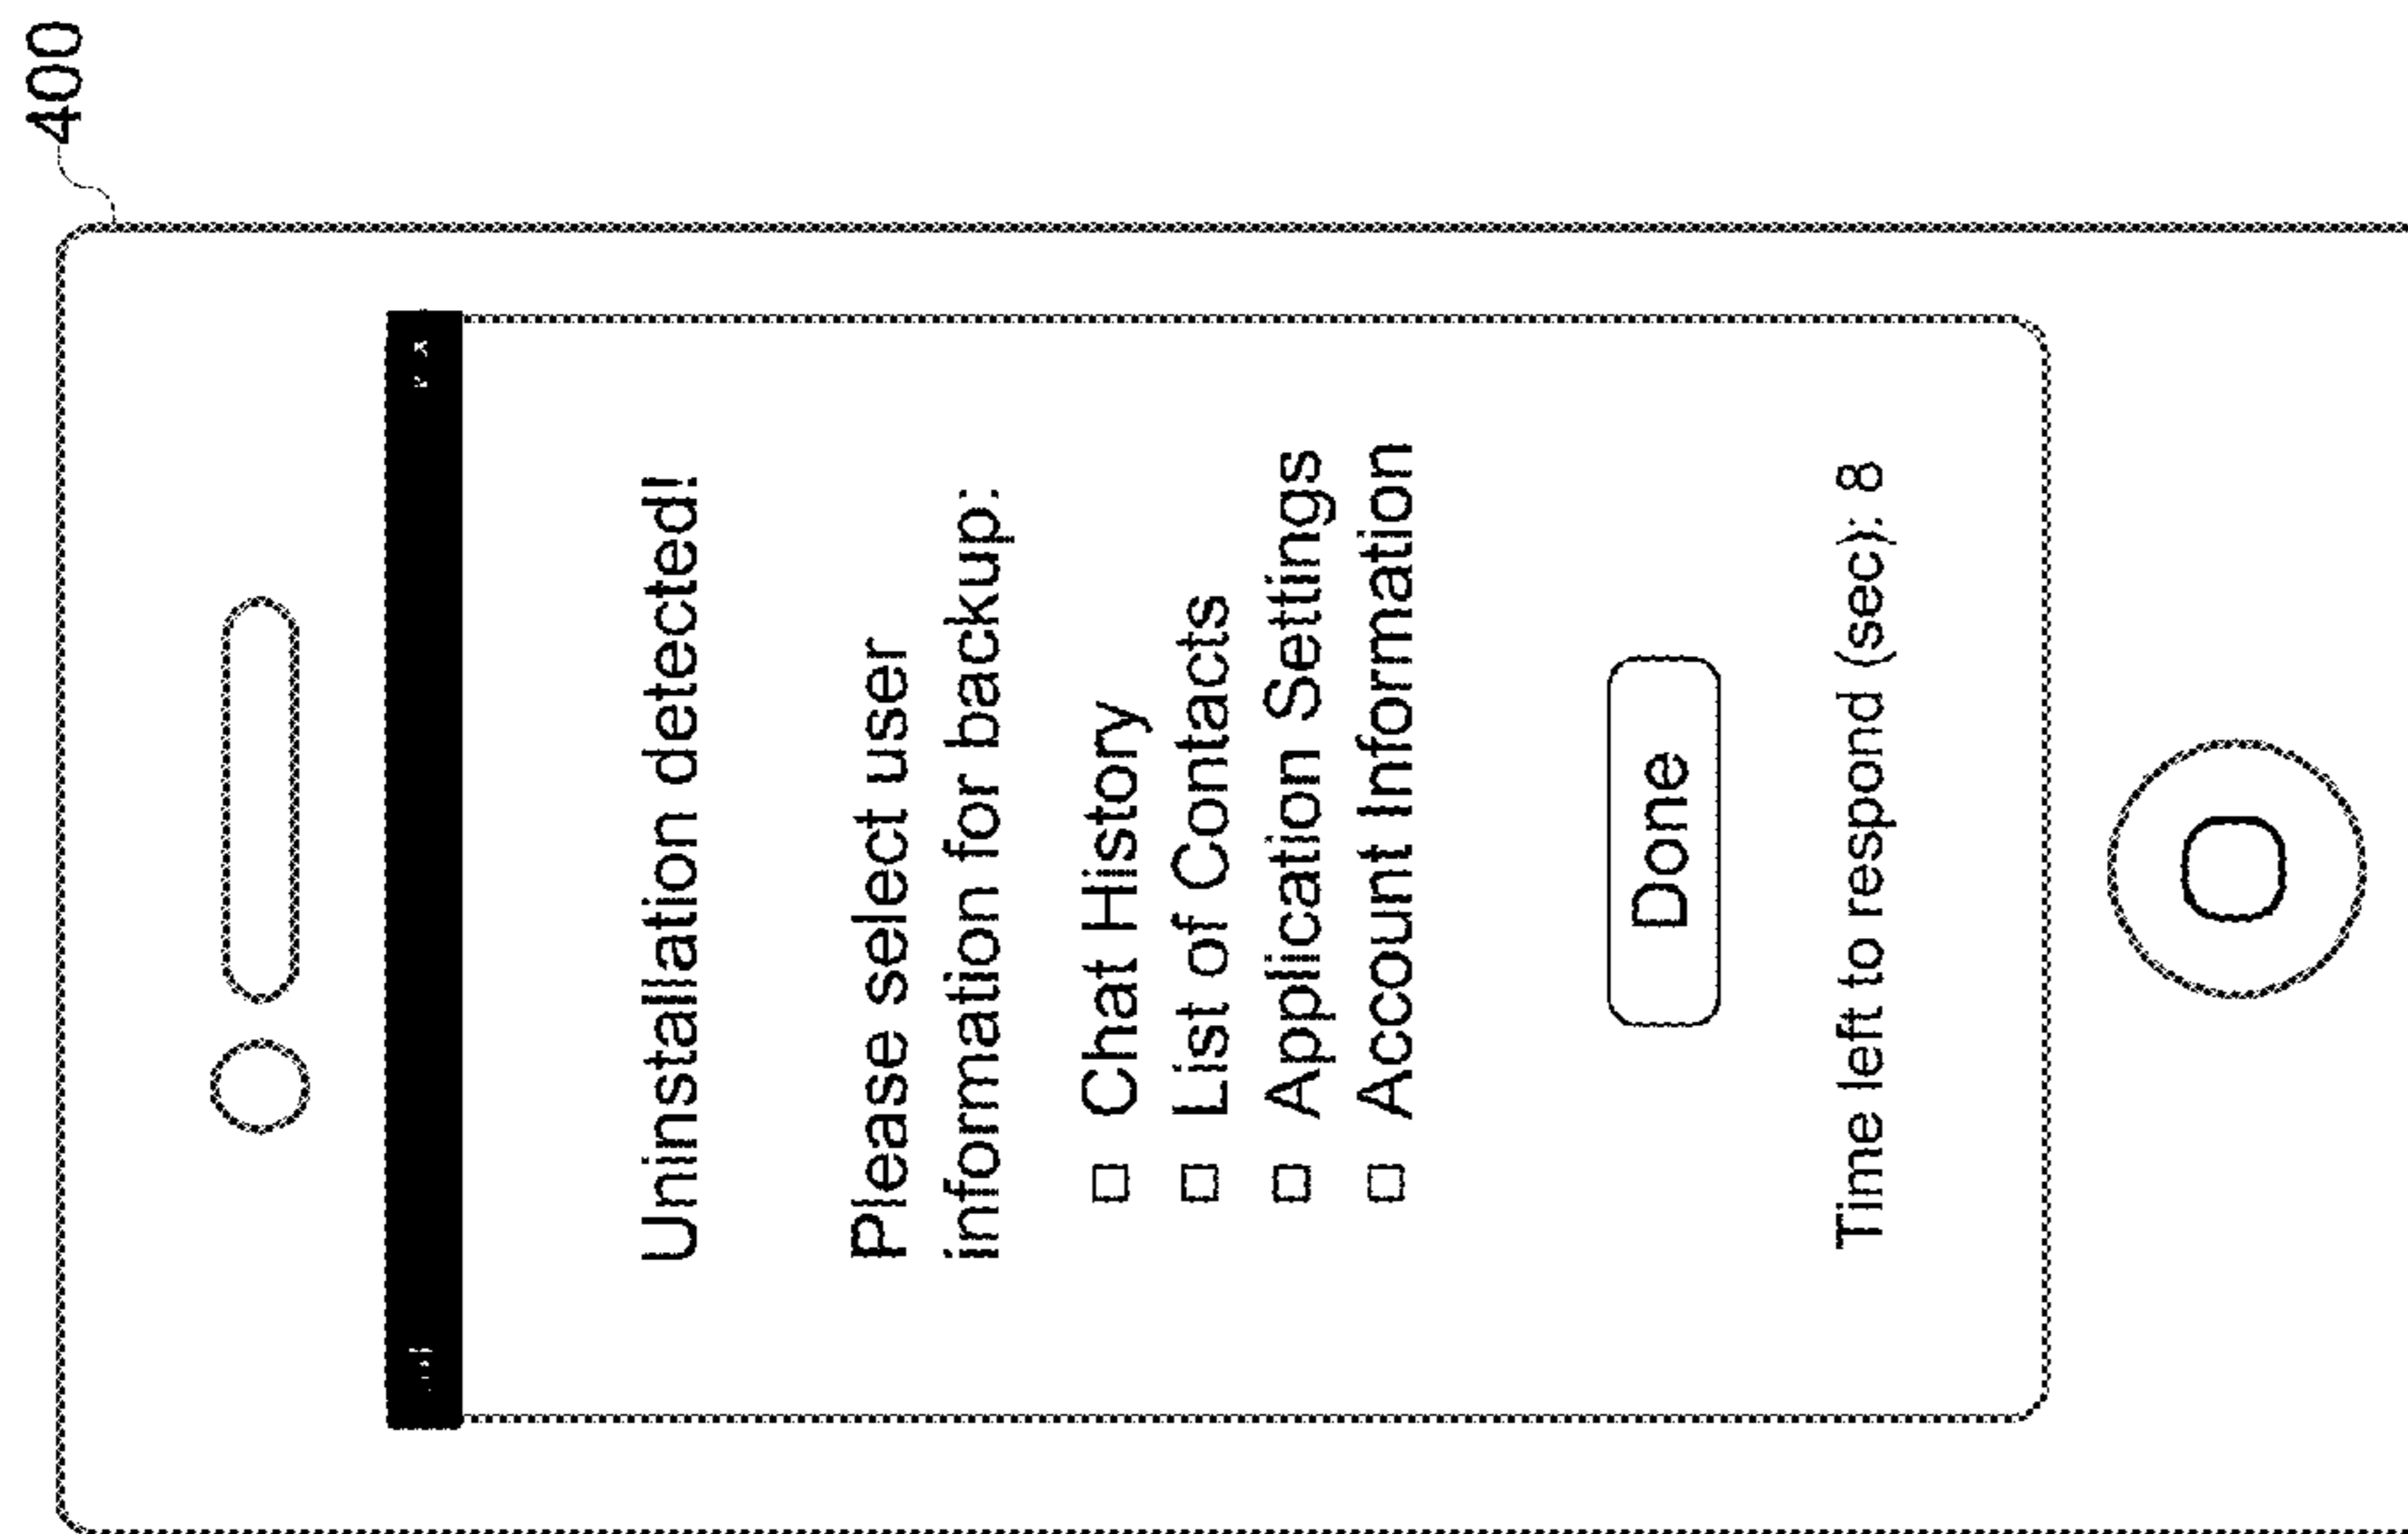 400
Uninstallation detected!
Please select user
information for backup:
Chat History
List of Contacts
Application Settings
Account Information
Done
Time left to respond (sec): 8